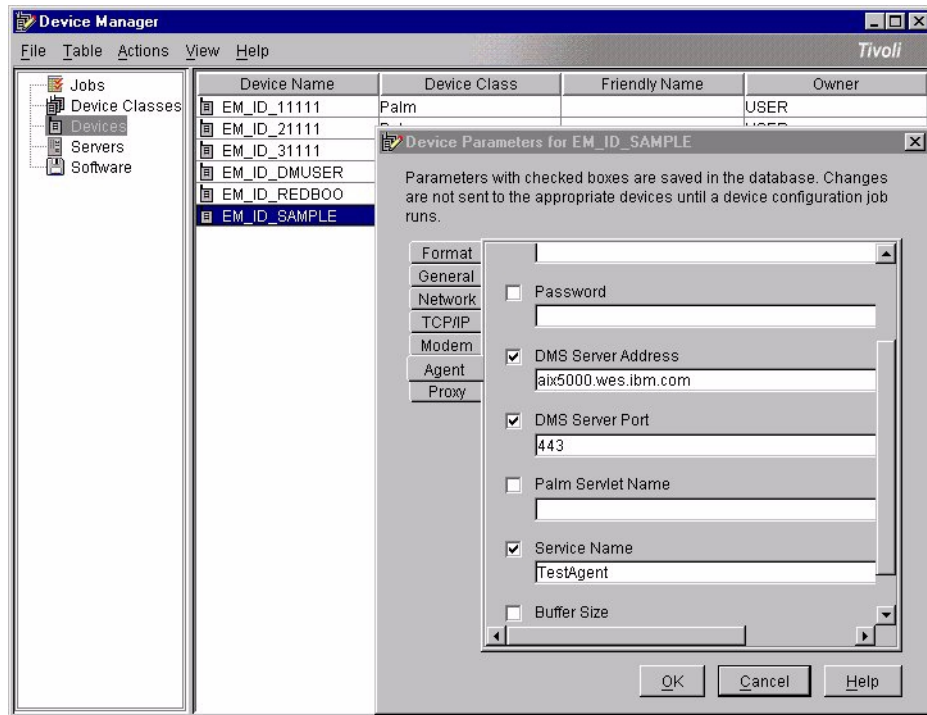 Device Manager
File Table Actions View Help Tivoli
Jobs
Device Classes
Devices
Servers
Software
Device Name Device Class Friendly Name Owner
EM_ID_11111 Palm USER
EM_ID_21111
EM_ID_31111
EM_ID_DMUSER
EM_ID_REDBOO
EM_ID_SAMPLE
Device Parameters for EM_ID_SAMPLE
Parameters with checked boxes are saved in the database. Changes
are not sent to the appropriate devices until a device configuration job
runs.
Format
General
Network
TCP/IP
Modem
Agent
Proxy
Password
DMS Server Address
aix5000.wes.ibm.com
DMS Server Port
443
Palm Servlet Name
Service Name
TestAgent
Buffer Size
OK Cancel Help